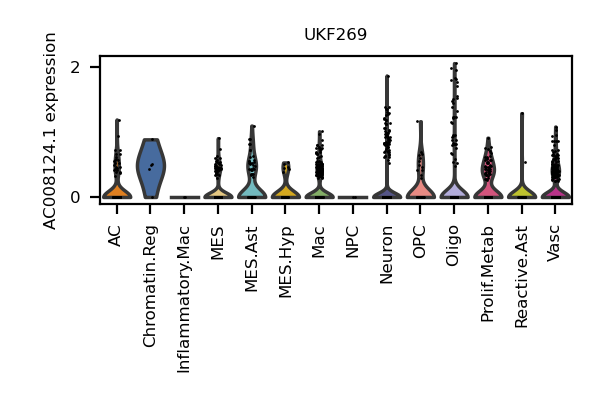 UKF269
AC008124.1 expression
2
0
AC
Chromatin.Reg
Inflammatory.Mac
MES
MES.Ast
MES.Hyp
Mac
NPC
Neuron
OPC
Oligo
Prolif.Metab
Reactive.Ast
Vasc